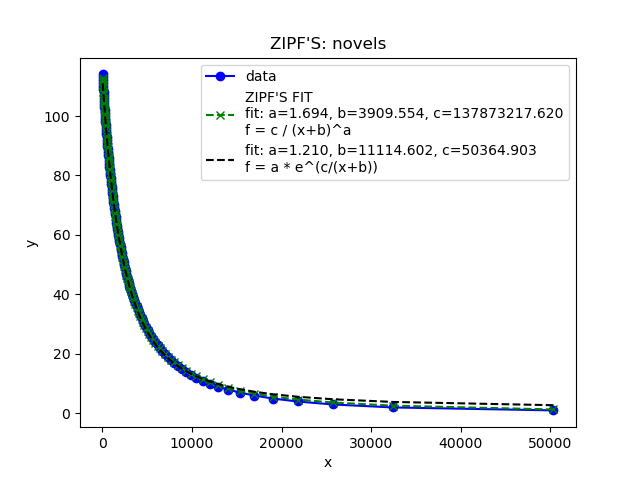 ZIPF'S: novels
data
ZIPF'S FIT
fit: a=1.694, b=3909.554, c=137873217.620
f = c / (x+b)^a
fit: a=1.210, b=11114.602, c=50364.903
f = a * e^(c/(x+b))
y
100
80
60
40
20
0
0 10000 20000 30000 40000 50000
x